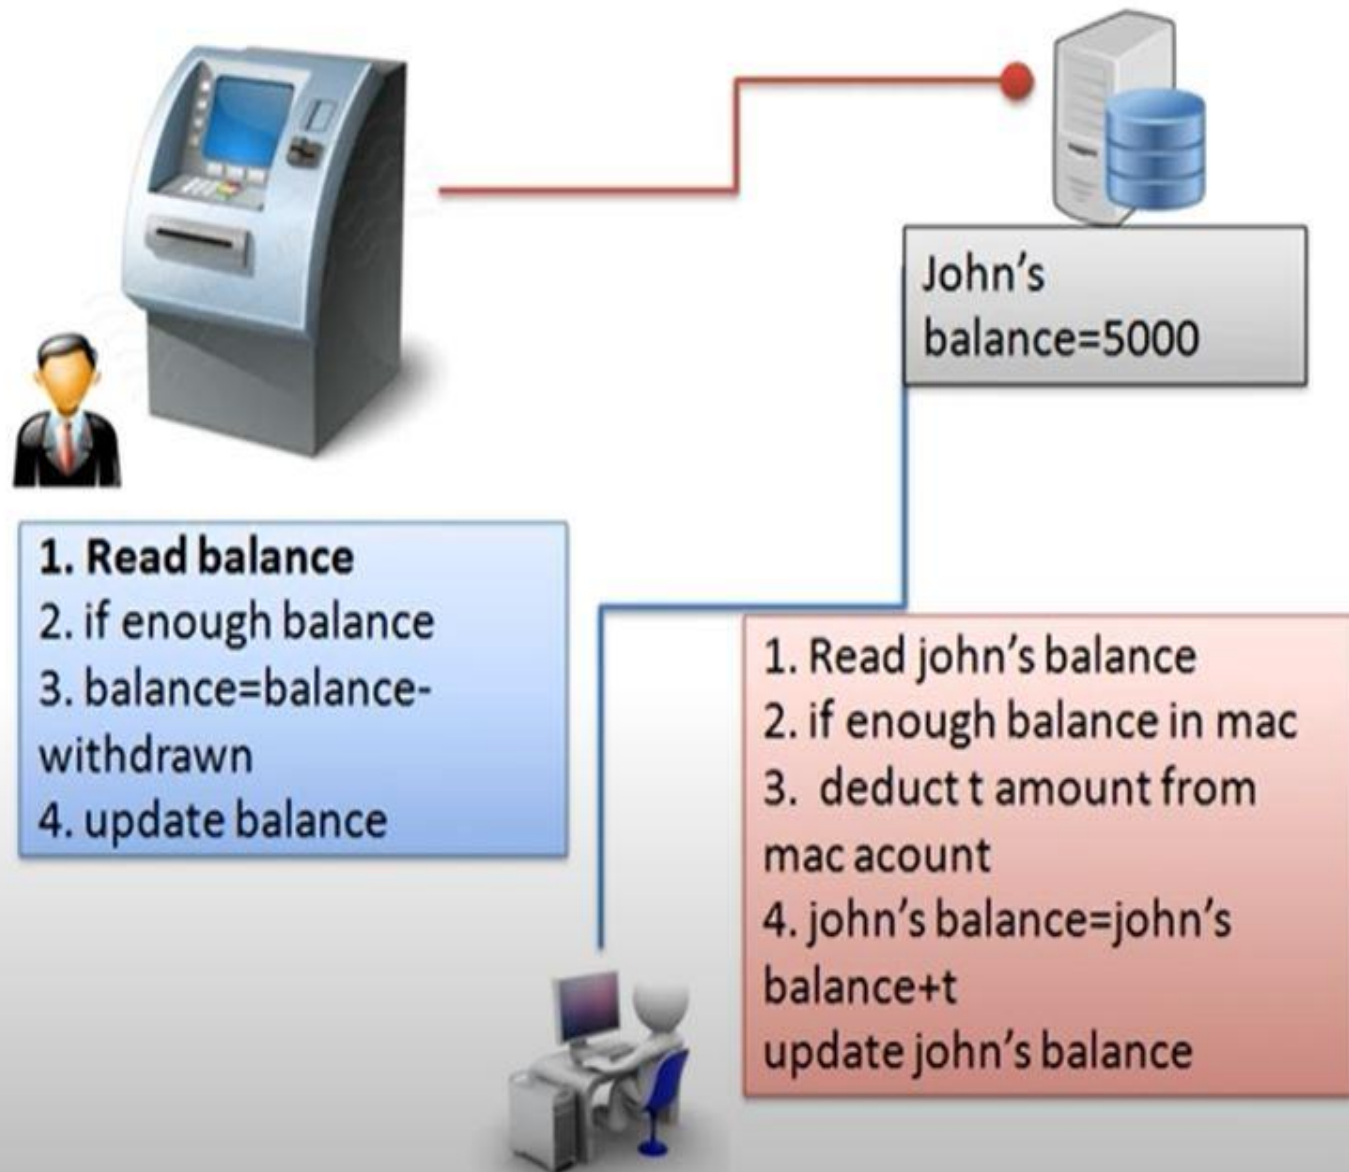 John's
balance=5000
1. Read balance
2. if enough balance
3. balance=balance-
withdrawn
4. update balance
1. Read john's balance
2. if enough balance in mac
3.  deduct t amount from
mac acount
4. john's balance=john's
balance+t
update john's balance